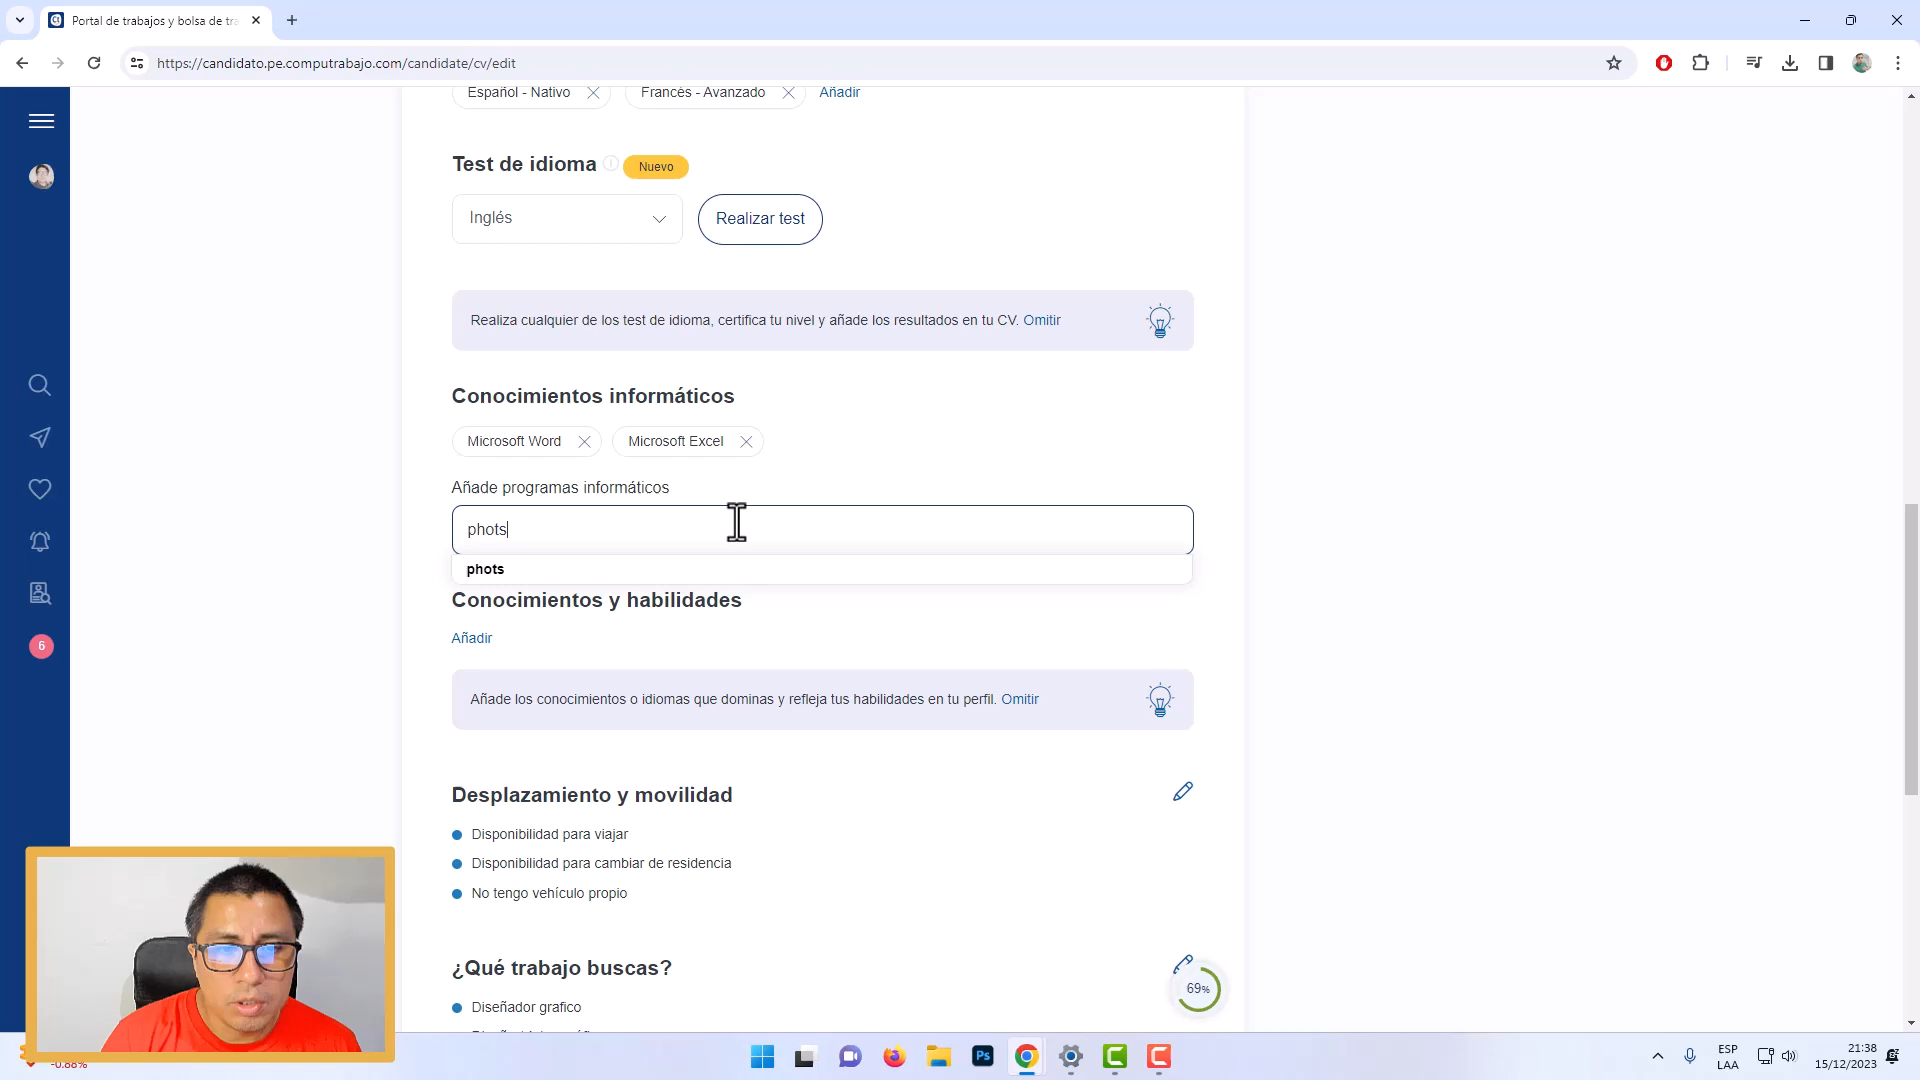 Portal de trabajos y bolsa de tra
https://candidato.pe.computrabajo.com/candidate/cv/edit
Español - Nativo
Francés - Avanzado
Añadir
Test de idioma
Nuevo
Inglés
Realizar test
Realiza cualquier de los test de idioma, certifica tu nivel y añade los resultados en tu CV. Omitir
Conocimientos informáticos
Microsoft Word
Microsoft Excel
Añade programas informáticos
phots
phots
Conocimientos y habilidades
Añadir
6
Añade los conocimientos o idiomas que dominas y refleja tus habilidades en tu perfil. Omitir
Desplazamiento y movilidad
Disponibilidad para viajar
Disponibilidad para cambiar de residencia
No tengo vehículo propio
¿Qué trabajo buscas?
69%
Diseñador grafico
-0.88%
Ps
ESP
LAA
21:38
15/12/2023